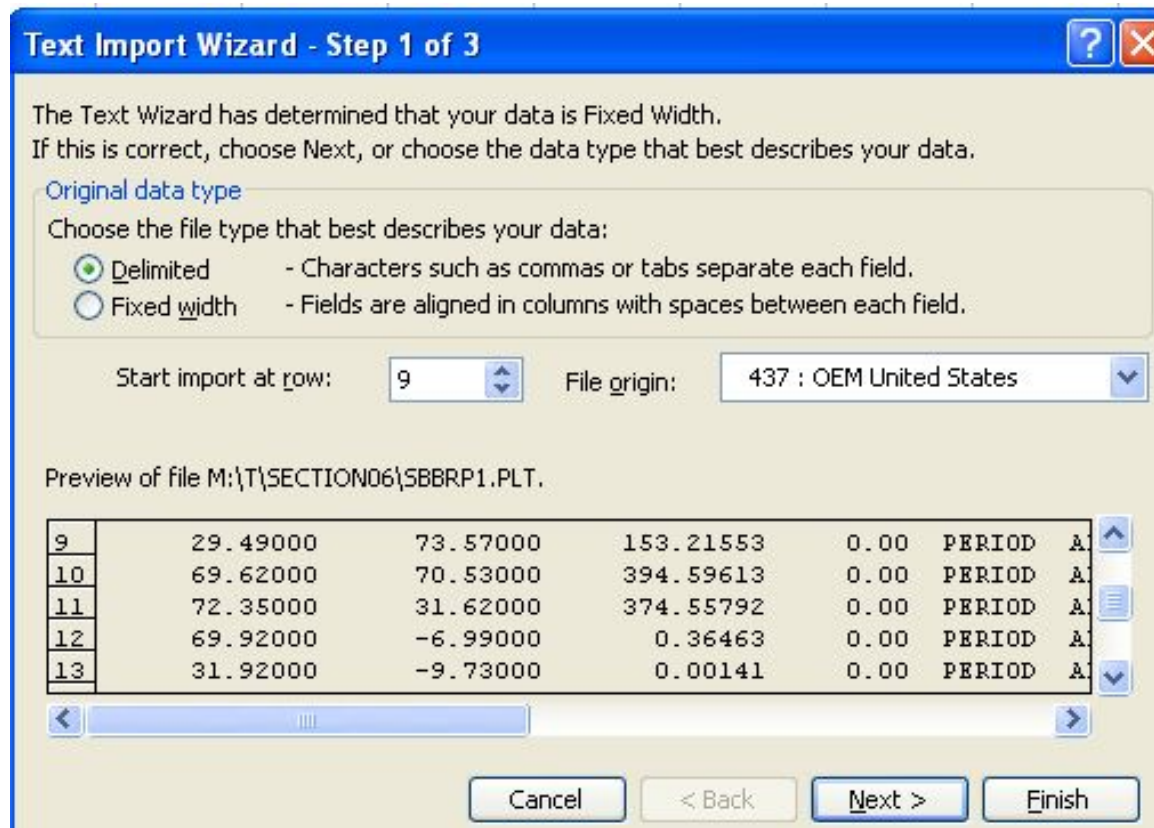 Text Import Wizard - Step 1 of 3
The Text Wizard has determined that your data is Fixed Width.
If this is correct, choose Next, or choose the data type that best describes your data.
Original data type
Choose the file type that best describes your data:
Delimited - Characters such as commas or tabs separate each field.
Fixed width - Fields are aligned in columns with spaces between each field.
Start import at row: 9 File origin: 437 : OEM United States
Preview of file M:\T\SECTION06\SBBRP1.PLT.
9 29.49000 73.57000 153.21553 0.00 PERIOD
10 69.62000 70.53000 394.59613 0.00 PERIOD
11 72.35000 31.62000 374.55792 0.00 PERIOD
12 69.92000 -6.99000 0.36463 0.00 PERIOD
13 31.92000 -9.73000 0.00141 0.00 PERIOD
Cancel < Back Next > Finish